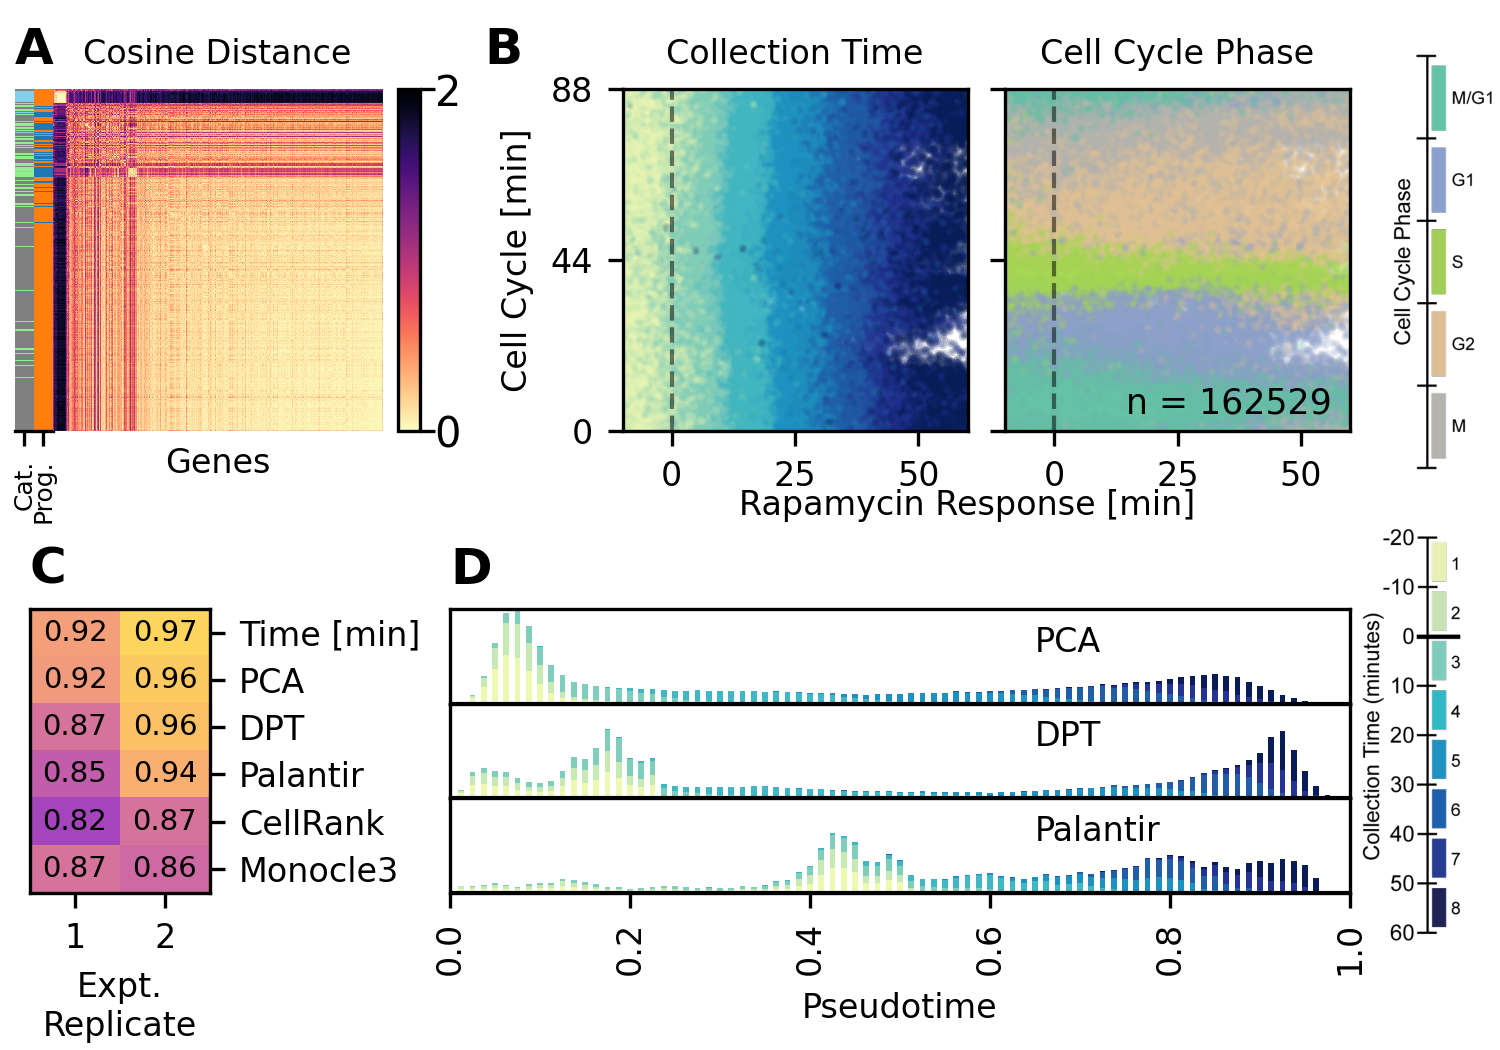 A
Cosine Distance
2
0
Genes
Cat.
Prog.
B
Collection Time
Cell Cycle Phase
88
44
0
Cell Cycle [min]
n = 162529
0
25
50
0
25
50
Rapamycin Response [min]
Cell Cycle Phase
M/G1
G1
S
G2
M
C
0.92
0.97
Time [min]
0.92
0.96
PCA
0.87
0.96
DPT
0.85
0.94
Palantir
0.82
0.87
CellRank
0.87
0.86
Monocle3
1
2
Expt.
Replicate
D
PCA
DPT
Palantir
0.0
0.2
0.4
0.6
0.8
1.0
Pseudotime
Collection Time (minutes)
-20
1
-10
2
0
3
10
4
20
5
30
6
40
7
50
8
60